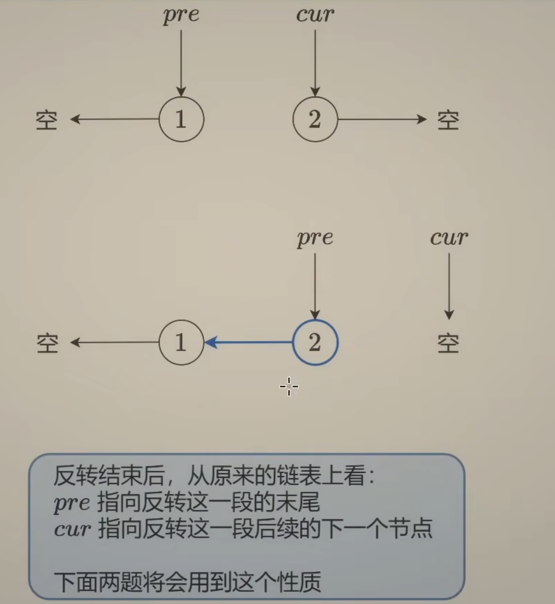 pre cur
空 1 2 空
pre cur
空 1 2 空
反转结束后，从原来的链表上看：
pre 指向反转这一段的末尾
cur 指向反转这一段后续的下一个节点
下面两题将会用到这个性质